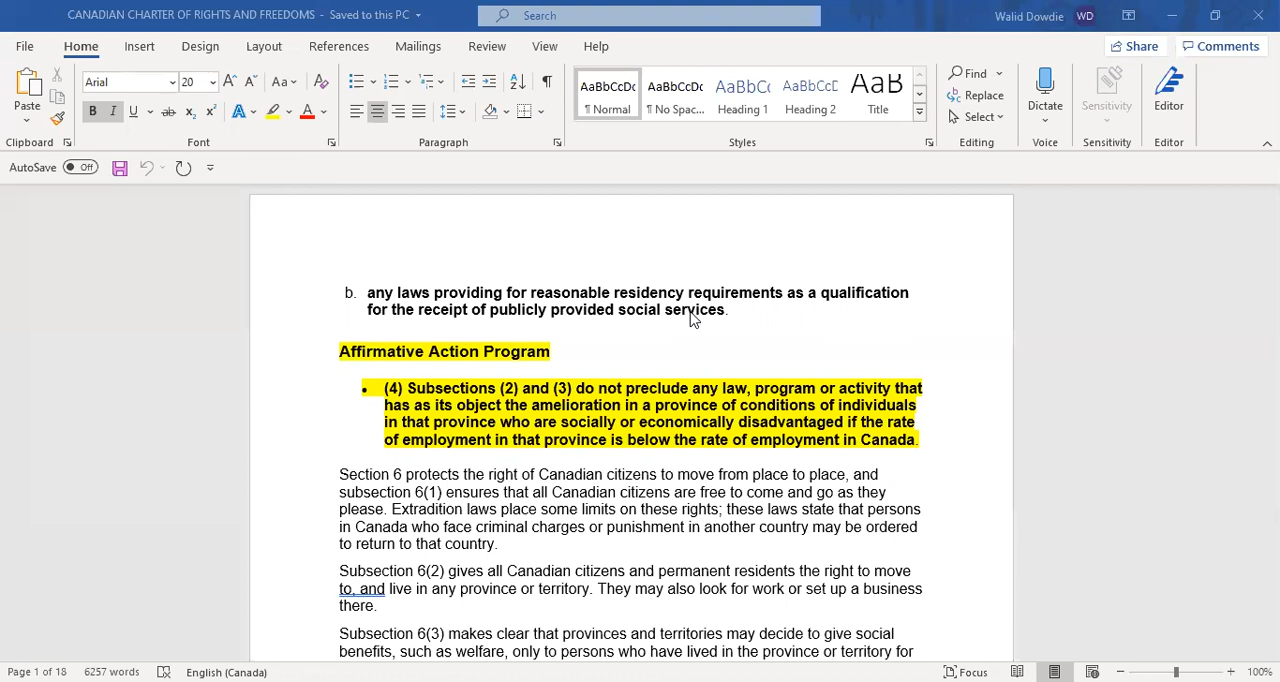 CANADIAN CHARTER OF RIGHTS AND FREEDOMS - Saved to this PC
Search
Walid Dowdie WD
File Home Insert Design Layout References Mailings Review View Help
Share Comments
Paste
Arial 20 Aa
B I U ab x₂ x² A A
AaBbCcDc AaBbCcDc AaBbCc AaBbCcC AaB
¶ Normal ¶ No Spac... Heading 1 Heading 2 Title
Find
Replace
Select
Dictate
Sensitivity
Editor
Clipboard Font Paragraph Styles Editing Voice Sensitivity Editor
AutoSave Off
b. any laws providing for reasonable residency requirements as a qualification
for the receipt of publicly provided social services.
Affirmative Action Program
• (4) Subsections (2) and (3) do not preclude any law, program or activity that
has as its object the amelioration in a province of conditions of individuals
in that province who are socially or economically disadvantaged if the rate
of employment in that province is below the rate of employment in Canada.
Section 6 protects the right of Canadian citizens to move from place to place, and
subsection 6(1) ensures that all Canadian citizens are free to come and go as they
please. Extradition laws place some limits on these rights; these laws state that persons
in Canada who face criminal charges or punishment in another country may be ordered
to return to that country.
Subsection 6(2) gives all Canadian citizens and permanent residents the right to move
to, and live in any province or territory. They may also look for work or set up a business
there.
Subsection 6(3) makes clear that provinces and territories may decide to give social
benefits, such as welfare, only to persons who have lived in the province or territory for
Page 1 of 18 6257 words English (Canada) Focus 100%